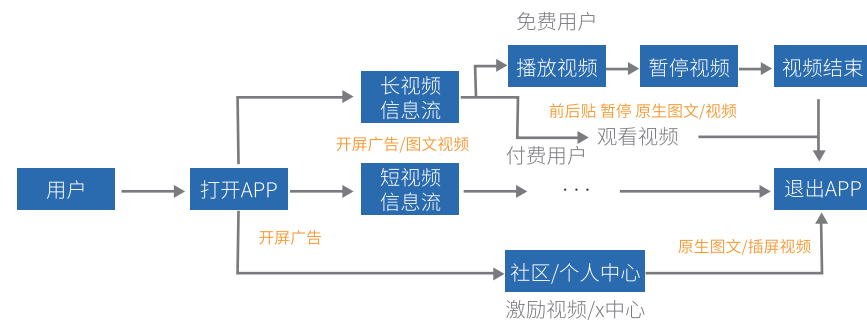 免费用户
播放视频
暂停视频
视频结束
长视频
信息流
前后贴 暂停 原生图文/视频
观看视频
开屏广告/图文视频
付费用户
用户
打开APP
短视频
信息流
. . .
退出APP
开屏广告
原生图文/插屏视频
社区/个人中心
激励视频/x中心